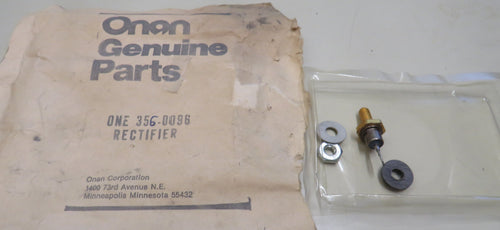 Onan
Genuine
Parts
ONE 356-0096
RECTIFIER
Onan Corporation
1400 73rd Avenue N.E.
Minneapolis Minnesota 55432